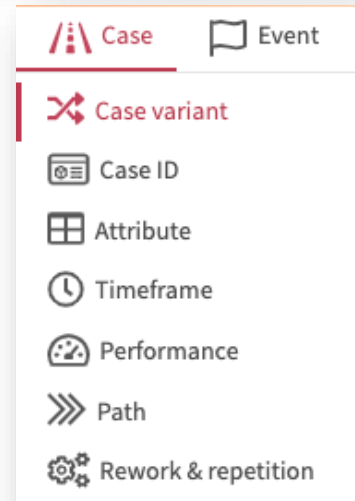 Case Event
Case variant
Case ID
Attribute
Timeframe
Performance
Path
Rework & repetition